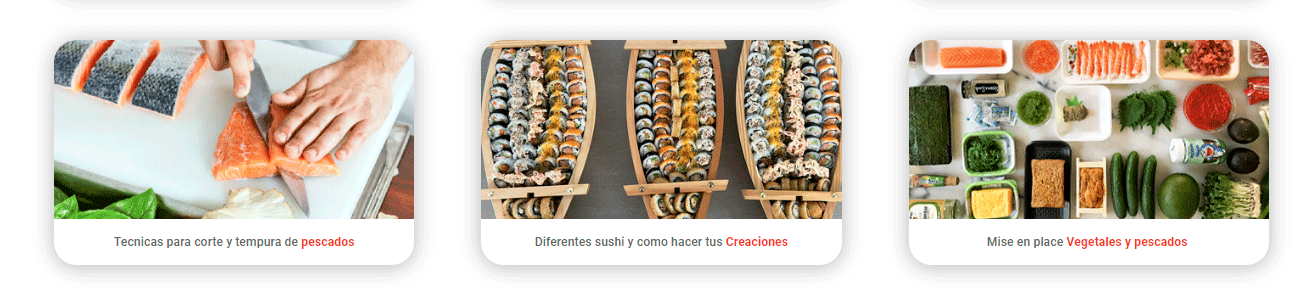 Tecnicas para corte y tempura de pescados
Diferentes sushi y como hacer tus Creaciones
Mise en place Vegetales y pescados